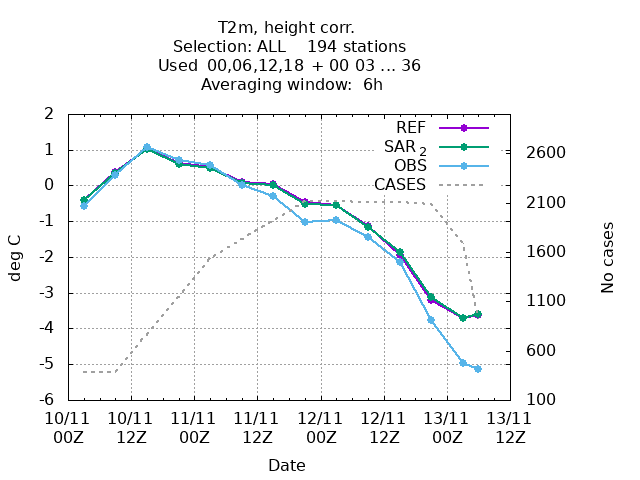 T2m, height corr.
Selection: ALL 194 stations
Used 00,06,12,18 + 00 03 ... 36
Averaging window: 6h
REF
SAR 2
OBS
CASES
2
1
0
-1
-2
-3
-4
-5
-6
2600
2100
1600
1100
600
100
deg C
No cases
10/11 10/11 11/11 11/11 12/11 12/11 13/11 13/11
00Z 12Z 00Z 12Z 00Z 12Z 00Z 12Z
Date